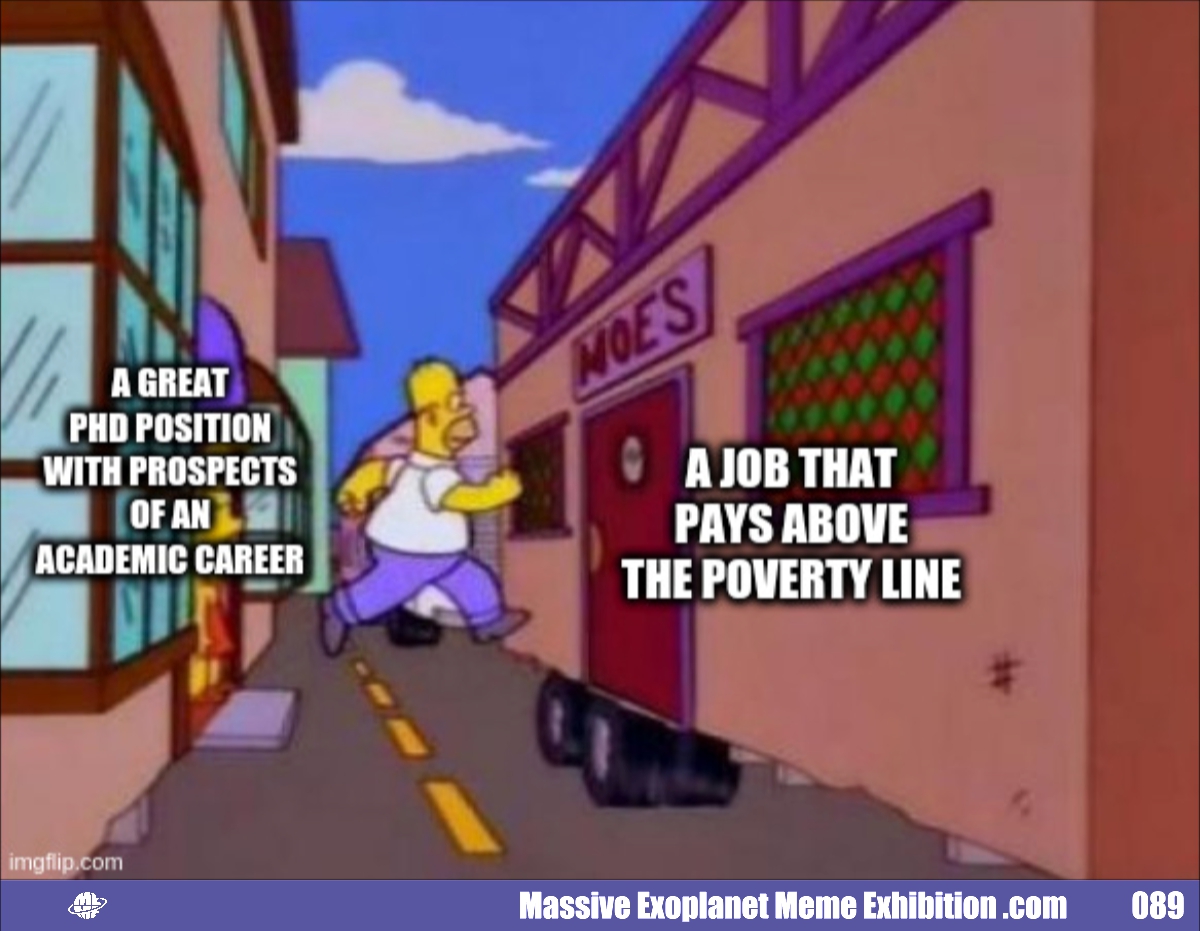 MOE'S
A GREAT
PHD POSITION
WITH PROSPECTS
OF AN
ACADEMIC CAREER
A JOB THAT
PAYS ABOVE
THE POVERTY LINE
imgflip.com
Massive Exoplanet Meme Exhibition .com
089